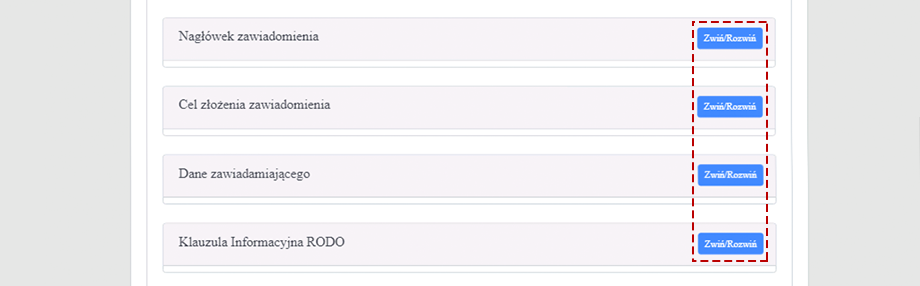 Nagłówek zawiadomienia Zwiń/Rozwiń
Cel złożenia zawiadomienia Zwiń/Rozwiń
Dane zawiadamiającego Zwiń/Rozwiń
Klauzula Informacyjna RODO Zwiń/Rozwiń